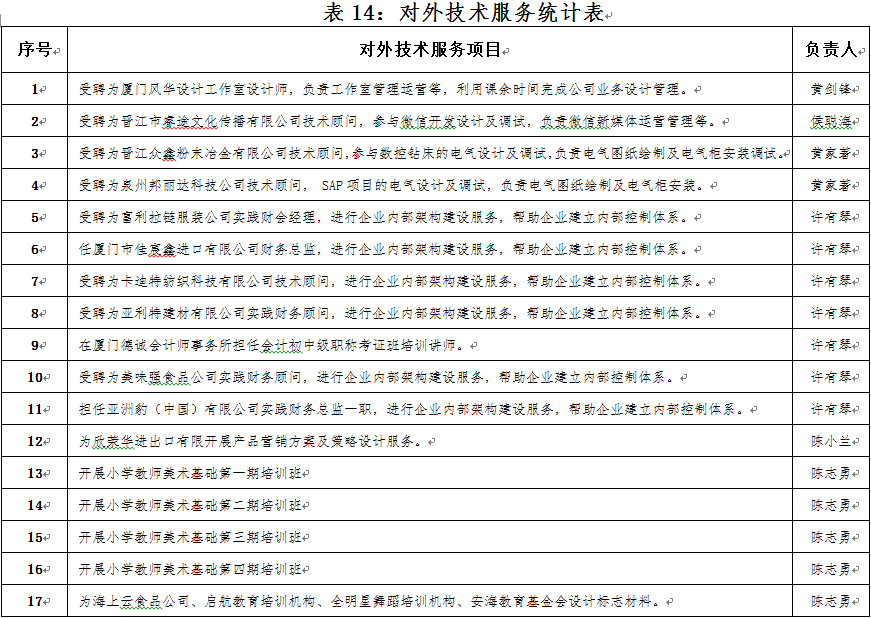 表 14：对外技术服务统计表
序号 对外技术服务项目 负责人
1 受聘为厦门风华设计工作室设计师，负责工作室管理运营等，利用课余时间完成公司业务设计管理。 黄剑锋
2 受聘为晋江市睿途文化传播有限公司技术顾问，参与微信开发设计及调试，负责微信新媒体运营管理等。 侯聪海
3 受聘为晋江众鑫粉末冶金有限公司技术顾问，参与数控钻床的电气设计及调试，负责电气图纸绘制及电气柜安装调试。 黄家著
4 受聘为泉州邦丽达科技公司技术顾问， SAP 项目的电气设计及调试，负责电气图纸绘制及电气柜安装。 黄家著
5 受聘为富利拉链服装公司实践财会经理，进行企业内部架构建设服务，帮助企业建立内部控制体系。 许有琴
6 任厦门市佳宸鑫进口有限公司财务总监，进行企业内部架构建设服务，帮助企业建立内部控制体系。 许有琴
7 受聘为卡迪特纺织科技有限公司技术顾问，进行企业内部架构建设服务，帮助企业建立内部控制体系。 许有琴
8 受聘为亚利特建材有限公司实践财务顾问，进行企业内部架构建设服务，帮助企业建立内部控制体系。 许有琴
9 在厦门德诚会计师事务所担任会计初中级职称考证班培训讲师。 许有琴
10 受聘为美味强食品公司实践财务顾问，进行企业内部架构建设服务，帮助企业建立内部控制体系。 许有琴
11 担任亚洲豹（中国）有限公司实践财务总监一职，进行企业内部架构建设服务，帮助企业建立内部控制体系。 许有琴
12 为欣荣华进出口有限开展产品营销方案及策略设计服务。 陈小兰
13 开展小学教师美术基础第一期培训班 陈志勇
14 开展小学教师美术基础第二期培训班 陈志勇
15 开展小学教师美术基础第三期培训班 陈志勇
16 开展小学教师美术基础第四期培训班 陈志勇
17 为海上云食品公司、启航教育培训机构、全明星舞蹈培训机构、安海教育基金会设计标志材料。 陈志勇